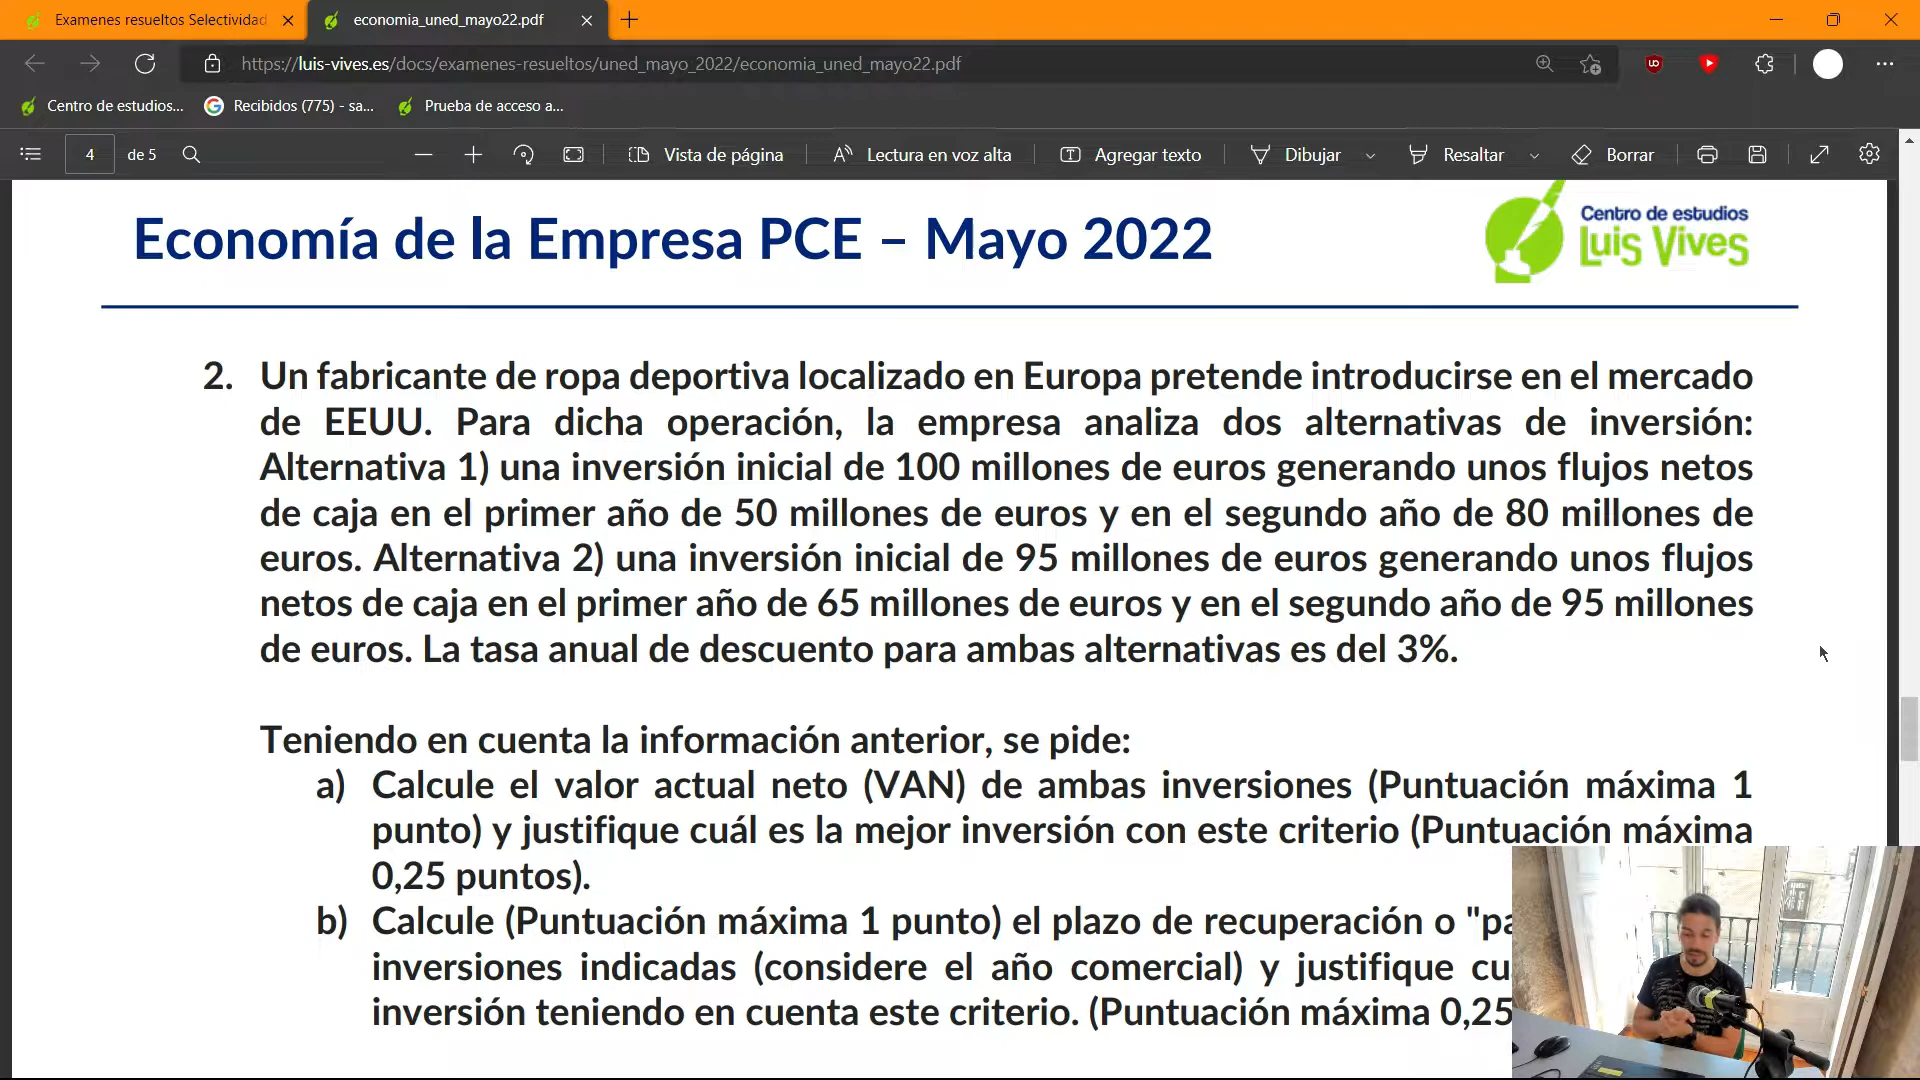 Examenes resueltos Selectividad
economia_uned_mayo22.pdf
https://luis-vives.es/docs/examenes-resueltos/uned_mayo_2022/economia_uned_mayo22.pdf
Centro de estudios...
Recibidos (775) - sa...
Prueba de acceso a...
4 de 5
Vista de página
Lectura en voz alta
Agregar texto
Dibujar
Resaltar
Borrar
Economía de la Empresa PCE – Mayo 2022
Centro de estudios
Luis Vives
2. Un fabricante de ropa deportiva localizado en Europa pretende introducirse en el mercado
de EEUU. Para dicha operación, la empresa analiza dos alternativas de inversión:
Alternativa 1) una inversión inicial de 100 millones de euros generando unos flujos netos
de caja en el primer año de 50 millones de euros y en el segundo año de 80 millones de
euros. Alternativa 2) una inversión inicial de 95 millones de euros generando unos flujos
netos de caja en el primer año de 65 millones de euros y en el segundo año de 95 millones
de euros. La tasa anual de descuento para ambas alternativas es del 3%.
Teniendo en cuenta la información anterior, se pide:
a) Calcule el valor actual neto (VAN) de ambas inversiones (Puntuación máxima 1
punto) y justifique cuál es la mejor inversión con este criterio (Puntuación máxima
0,25 puntos).
b) Calcule (Puntuación máxima 1 punto) el plazo de recuperación o "pa
inversiones indicadas (considere el año comercial) y justifique cu
inversión teniendo en cuenta este criterio. (Puntuación máxima 0,25